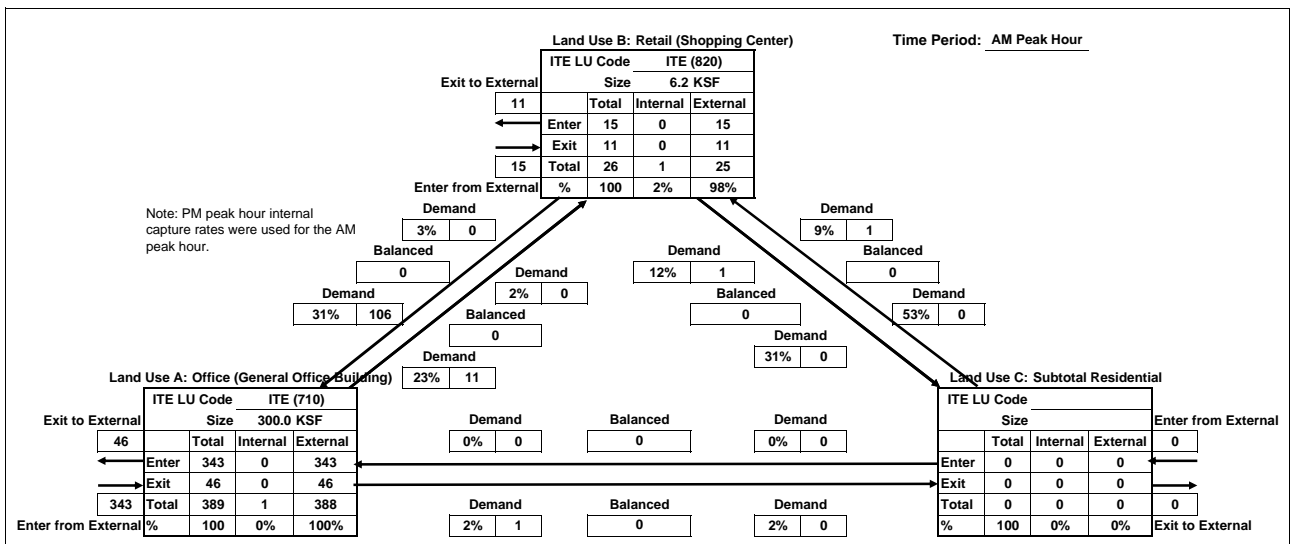 Land Use B: Retail (Shopping Center)
Time Period: AM Peak Hour
ITE LU Code ITE (820)
Exit to External Size 6.2 KSF
11 Total Internal External
Enter 15 0 15
Exit 11 0 11
15 Total 26 1 25
Enter from External % 100 2% 98%
Note: PM peak hour internal
capture rates were used for the AM
peak hour.
Demand
3% 0
Balanced
0
Demand
31% 106
Demand
2% 0
Balanced
0
Demand
23% 11
Demand
12% 1
Balanced
0
Demand
31% 0
Demand
9% 1
Balanced
0
Demand
53% 0
Land Use A: Office (General Office Building)
ITE LU Code ITE (710)
Exit to External Size 300.0 KSF
46 Total Internal External
Enter 343 0 343
Exit 46 0 46
343 Total 389 1 388
Enter from External % 100 0% 100%
Demand Balanced Demand
0% 0 0 0% 0
Demand Balanced Demand
2% 1 0 2% 0
Land Use C: Subtotal Residential
ITE LU Code
Size Enter from External
Total Internal External 0
Enter 0 0 0
Exit 0 0 0
Total 0 0 0 0
% 100 0% 0% Exit to External